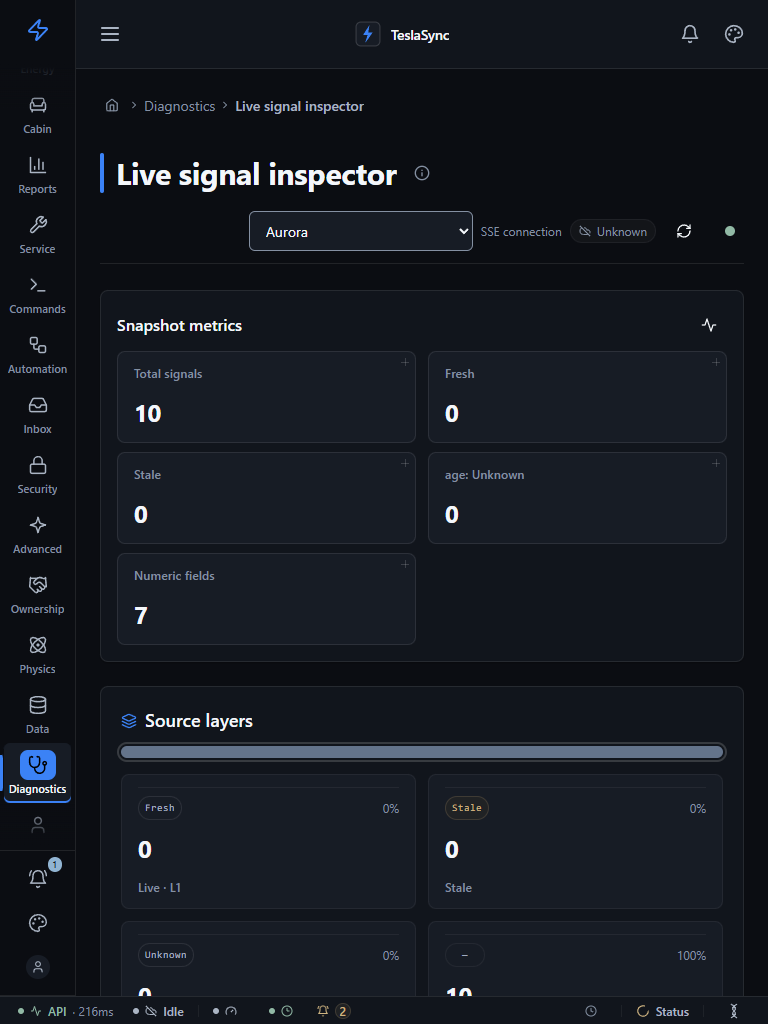 TeslaSync
Energy
Cabin
Reports
Service
Commands
Automation
Inbox
Security
Advanced
Ownership
Physics
Data
Diagnostics
1
Diagnostics
Live signal inspector
Live signal inspector
Aurora
SSE connection
Unknown
Snapshot metrics
Total signals
10
Fresh
0
Stale
0
age: Unknown
0
Numeric fields
7
Source layers
Fresh
0%
0
Live · L1
Stale
0%
0
Stale
Unknown
0%
0
–
100%
10
API · 216ms
Idle
2
Status